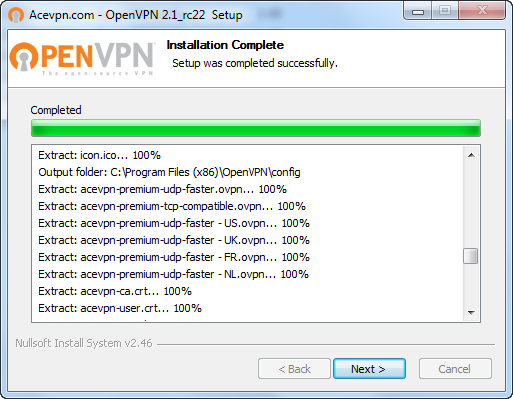 Acevpn.com - OpenVPN 2.1_rc22 Setup
OPENVPN
The open source VPN
Installation Complete
Setup was completed successfully.
Completed
Extract: icon.ico... 100%
Output folder: C:\Program Files (x86)\OpenVPN\config
Extract: acevpn-premium-udp-faster.ovpn... 100%
Extract: acevpn-premium-tcp-compatible.ovpn... 100%
Extract: acevpn-premium-udp-faster - US.ovpn... 100%
Extract: acevpn-premium-udp-faster - UK.ovpn... 100%
Extract: acevpn-premium-udp-faster - FR.ovpn... 100%
Extract: acevpn-premium-udp-faster - NL.ovpn... 100%
Extract: acevpn-ca.crt... 100%
Extract: acevpn-user.crt... 100%
Nullsoft Install System v2.46
< Back
Next >
Cancel